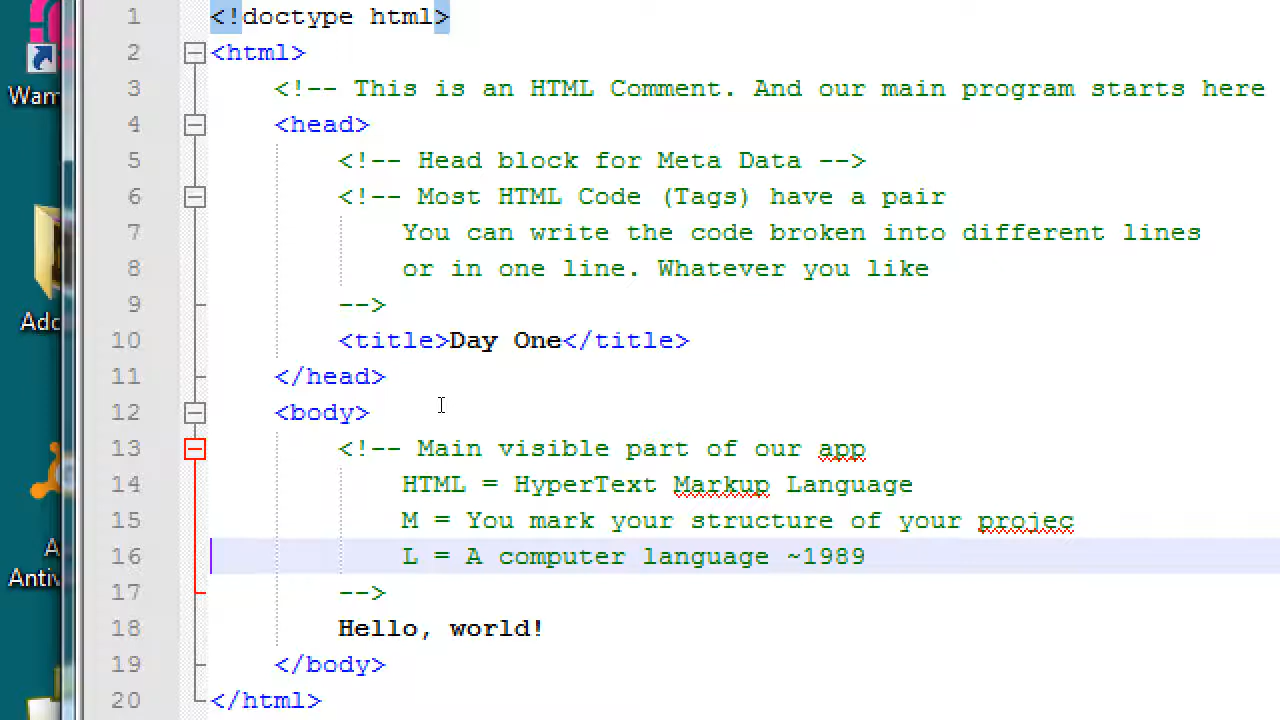 1 <!doctype html>
2 <html>
3 <!-- This is an HTML Comment. And our main program starts here
4 <head>
5 <!-- Head block for Meta Data -->
6 <!-- Most HTML Code (Tags) have a pair
7 You can write the code broken into different lines
8 or in one line. Whatever you like
9 -->
10 <title>Day One</title>
11 </head>
12 <body>
13 <!-- Main visible part of our app
14 HTML = HyperText Markup Language
15 M = You mark your structure of your projec
16 L = A computer language ~1989
17 -->
18 Hello, world!
19 </body>
20 </html>